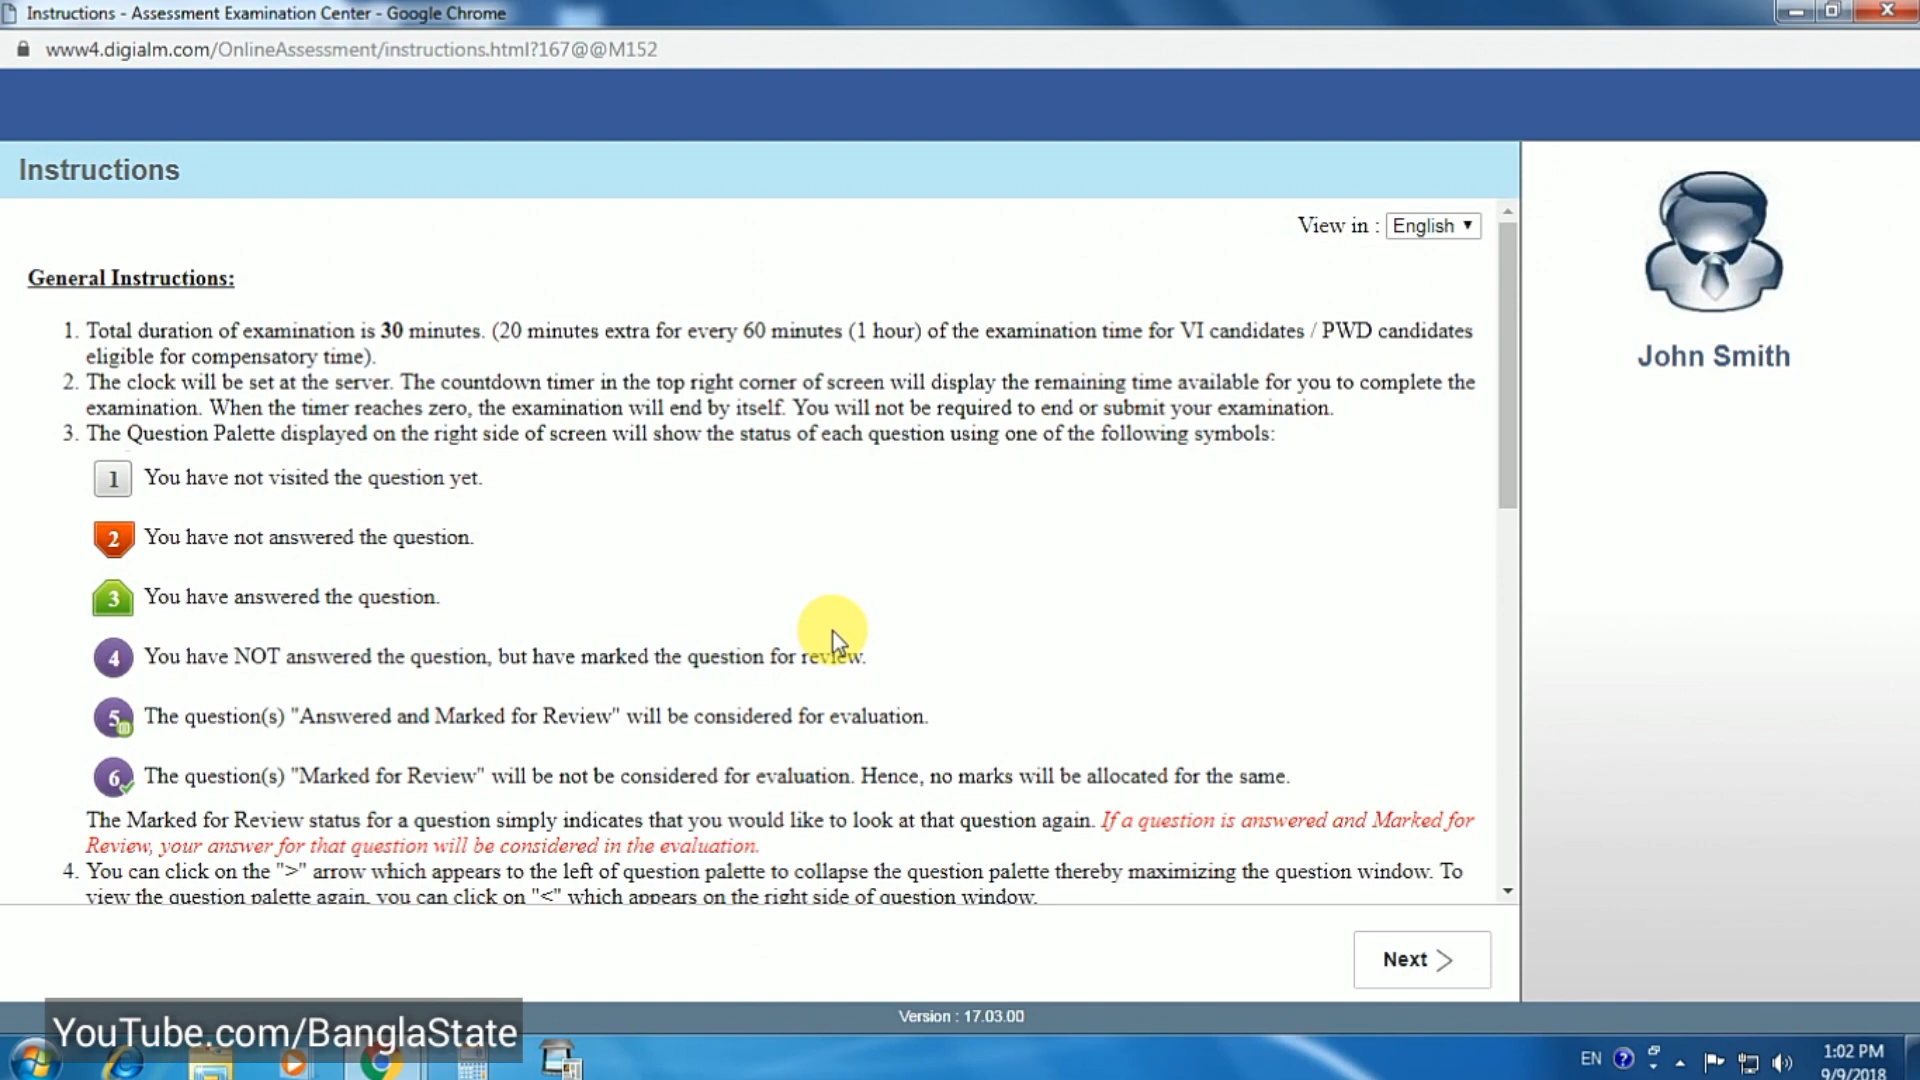 Instructions - Assessment Examination Center - Google Chrome
www4.digialm.com/OnlineAssessment/instructions.html?167@@M152
Instructions
View in : English
General Instructions:
1. Total duration of examination is 30 minutes. (20 minutes extra for every 60 minutes (1 hour) of the examination time for VI candidates / PWD candidates
eligible for compensatory time).
2. The clock will be set at the server. The countdown timer in the top right corner of screen will display the remaining time available for you to complete the
examination. When the timer reaches zero, the examination will end by itself. You will not be required to end or submit your examination.
3. The Question Palette displayed on the right side of screen will show the status of each question using one of the following symbols:
1 You have not visited the question yet.
2 You have not answered the question.
3 You have answered the question.
4 You have NOT answered the question, but have marked the question for review.
5 The question(s) "Answered and Marked for Review" will be considered for evaluation.
6 The question(s) "Marked for Review" will be not be considered for evaluation. Hence, no marks will be allocated for the same.
The Marked for Review status for a question simply indicates that you would like to look at that question again. If a question is answered and Marked for
Review, your answer for that question will be considered in the evaluation.
4. You can click on the ">" arrow which appears to the left of question palette to collapse the question palette thereby maximizing the question window. To
view the question palette again, you can click on "<" which appears on the right side of question window.
John Smith
Next >
Version : 17.03.00
YouTube.com/BanglaState
EN
1:02 PM
9/9/2018